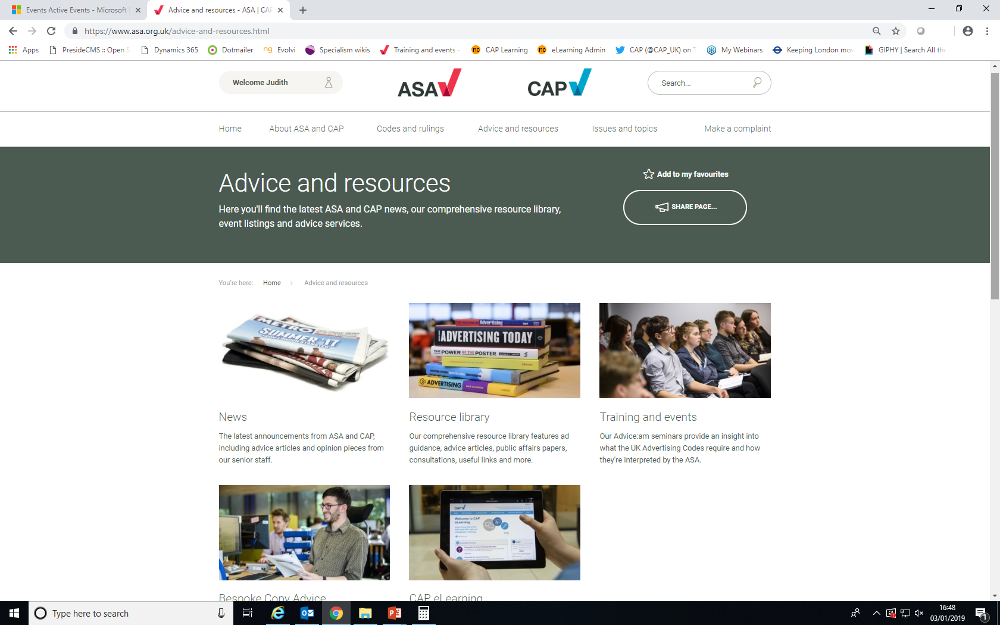 Events Active Events - Microsoft
Advice and resources - ASA | CAP
https://www.asa.org.uk/advice-and-resources.html
Apps
PresideCMS :: Open S
Dynamics 365
Dotmailer
ng Evolvi
Specialism wikis
Training and events -
nc CAP Learning
nc eLearning Admin
CAP (@CAP_UK) on T
My Webinars
Keeping London mov
GIPHY | Search All the
Welcome Judith
ASA
CAP
Search...
Home
About ASA and CAP
Codes and rulings
Advice and resources
Issues and topics
Make a complaint
Advice and resources
Here you'll find the latest ASA and CAP news, our comprehensive resource library,
event listings and advice services.
Add to my favourites
SHARE PAGE...
You're here: Home > Advice and resources
METRO
SUMMER '17
Advertising
Hart
ADVERTISING TODAY
THE POWER OF THE POSTER
ADVERTISING
News
The latest announcements from ASA and CAP,
including advice articles and opinion pieces from
our senior staff.
Resource library
Our comprehensive resource library features ad
guidance, advice articles, public affairs papers,
consultations, useful links and more.
Training and events
Our Advice:am seminars provide an insight into
what the UK Advertising Codes require and how
they're interpreted by the ASA.
CAP
Welcome to CAP
eLearning
Bespoke Copy Advice
CAP eLearning
Type here to search
16:48
03/01/2019
1